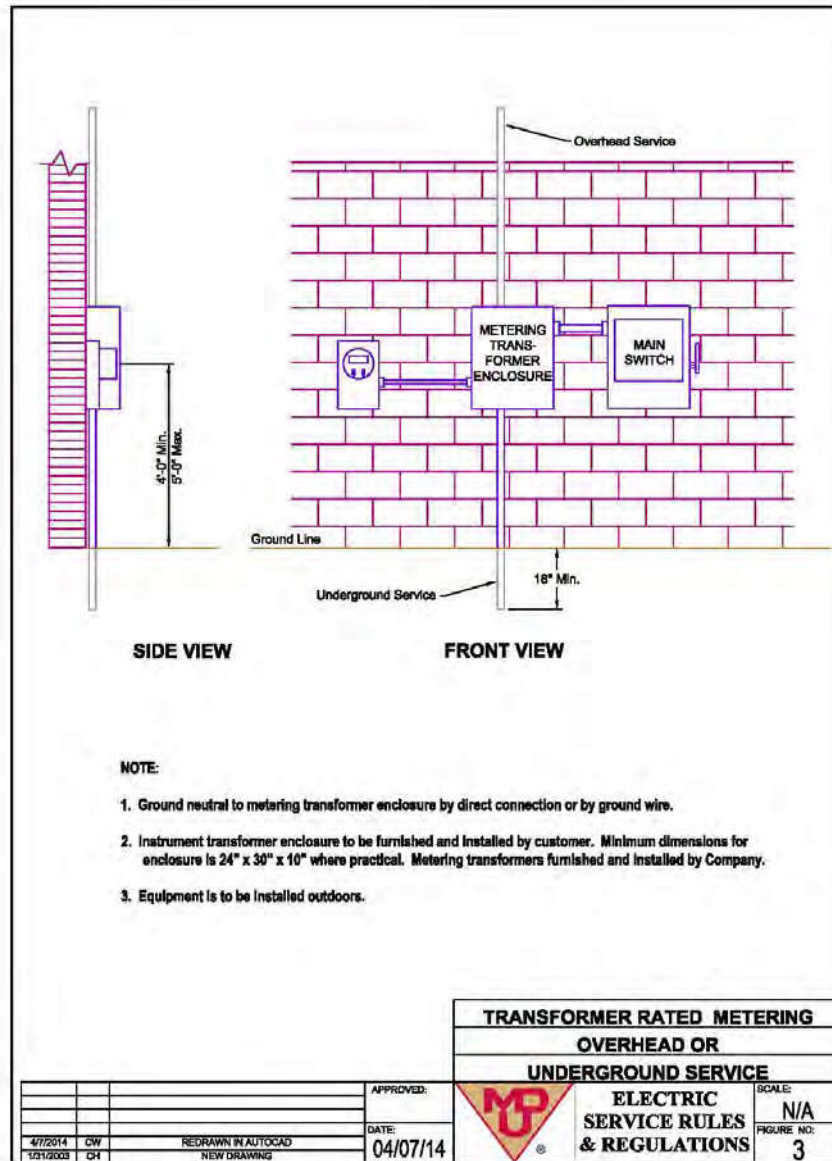 Overhead Service
METERING
TRANS-
FORMER
ENCLOSURE
MAIN
SWITCH
4'-0" Min.
5'-0" Max.
Ground Line
18" Min.
Underground Service
SIDE VIEW
FRONT VIEW
NOTE:
1. Ground neutral to metering transformer enclosure by direct connection or by ground wire.
2. Instrument transformer enclosure to be furnished and installed by customer. Minimum dimensions for
enclosure is 24" x 30" x 10" where practical. Metering transformers furnished and installed by Company.
3. Equipment is to be installed outdoors.
TRANSFORMER RATED METERING
OVERHEAD OR
UNDERGROUND SERVICE
APPROVED:
DATE:
04/07/14
4/7/2014 CW REDRAWN IN AUTOCAD
1/31/2003 CH NEW DRAWING
MPU
®
ELECTRIC
SERVICE RULES
& REGULATIONS
SCALE:
N/A
FIGURE NO:
3